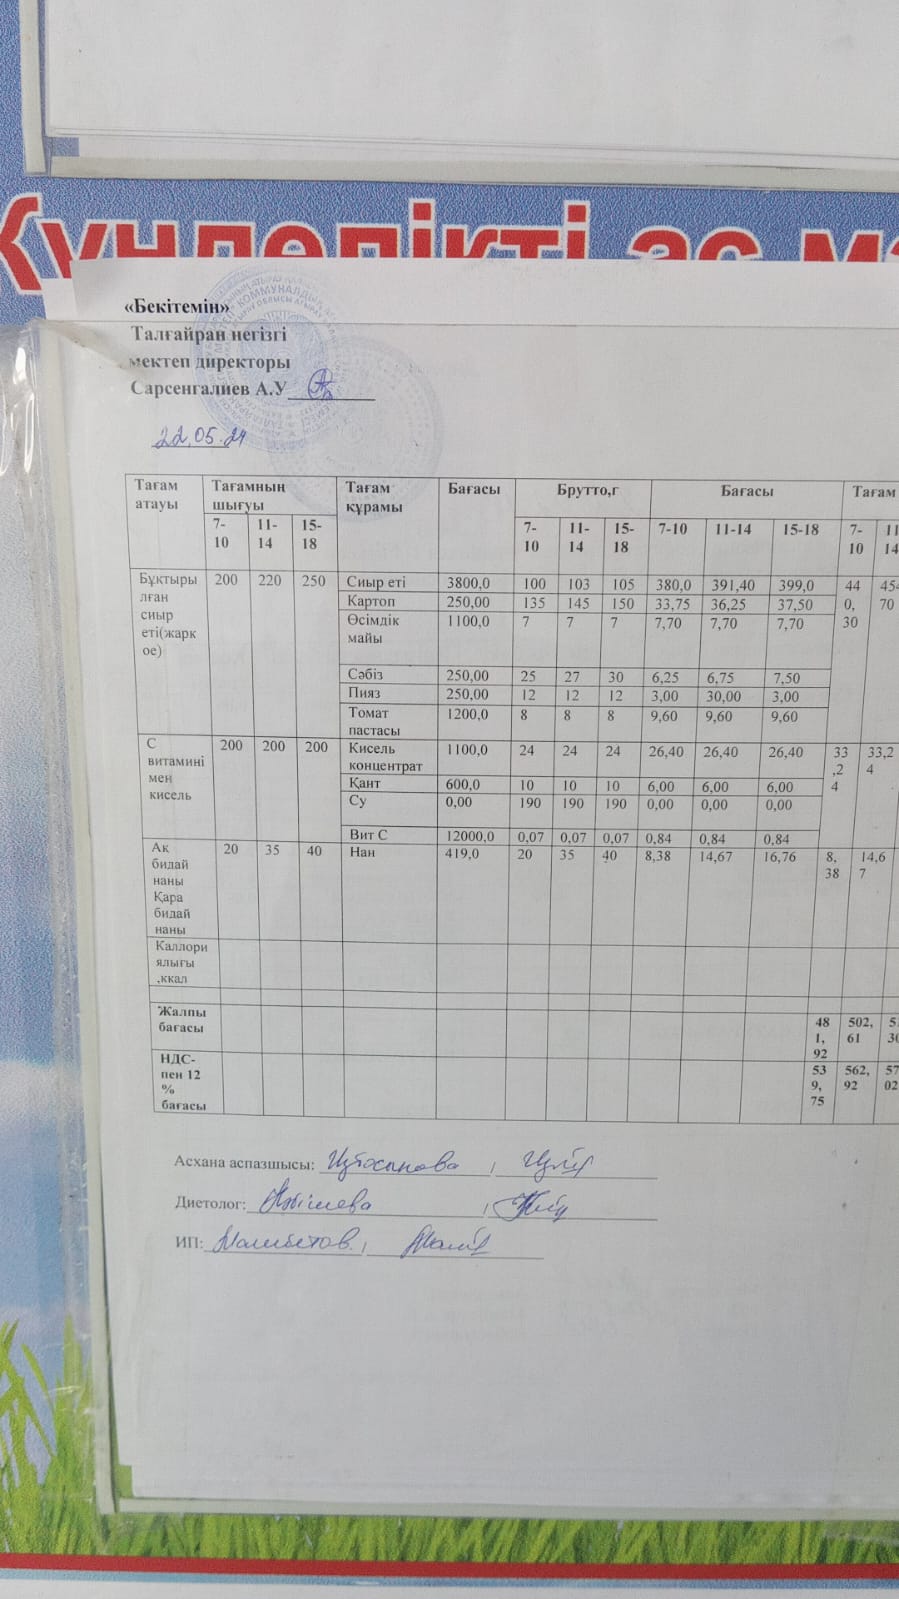 Күнделікті ас мә
«Бекітемін»
Талғайран негізгі
мектеп директоры
Сарсенгалиев А.У
22.05.24
Тағам атауы | Тағамның шығуы | Тағам құрамы | Бағасы | Брутто,г | Бағасы | Тағам
7-10 | 11-14 | 15-18 | 7-10 | 11-14 | 15-18 | 7-10 | 11-14 | 15-18 | 7-10 | 11 14
Бұктырылған сиыр еті(жаркое) | 200 | 220 | 250 | Сиыр еті | 3800,0 | 100 | 103 | 105 | 380,0 | 391,40 | 399,0 | 440,30 | 454 70
Картоп | 250,00 | 135 | 145 | 150 | 33,75 | 36,25 | 37,50
Өсімдік майы | 1100,0 | 7 | 7 | 7 | 7,70 | 7,70 | 7,70
Сәбіз | 250,00 | 25 | 27 | 30 | 6,25 | 6,75 | 7,50
Пияз | 250,00 | 12 | 12 | 12 | 3,00 | 30,00 | 3,00
Томат пастасы | 1200,0 | 8 | 8 | 8 | 9,60 | 9,60 | 9,60
С витаминімен кисель | 200 | 200 | 200 | Кисель концентрат | 1100,0 | 24 | 24 | 24 | 26,40 | 26,40 | 26,40 | 33,24 | 33,24
Қант | 600,0 | 10 | 10 | 10 | 6,00 | 6,00 | 6,00
Су | 0,00 | 190 | 190 | 190 | 0,00 | 0,00 | 0,00
Вит С | 12000,0 | 0,07 | 0,07 | 0,07 | 0,84 | 0,84 | 0,84
Ак бидай наны Қара бидай наны | 20 | 35 | 40 | Нан | 419,0 | 20 | 35 | 40 | 8,38 | 14,67 | 16,76 | 8,38 | 14,67
Каллориялығы,ккал
Жалпы бағасы | 481,92 | 502,61
НДС-пен 12 % бағасы | 539,75 | 562,92
Асхана аспазшысы:
Диетолог:
ИП: